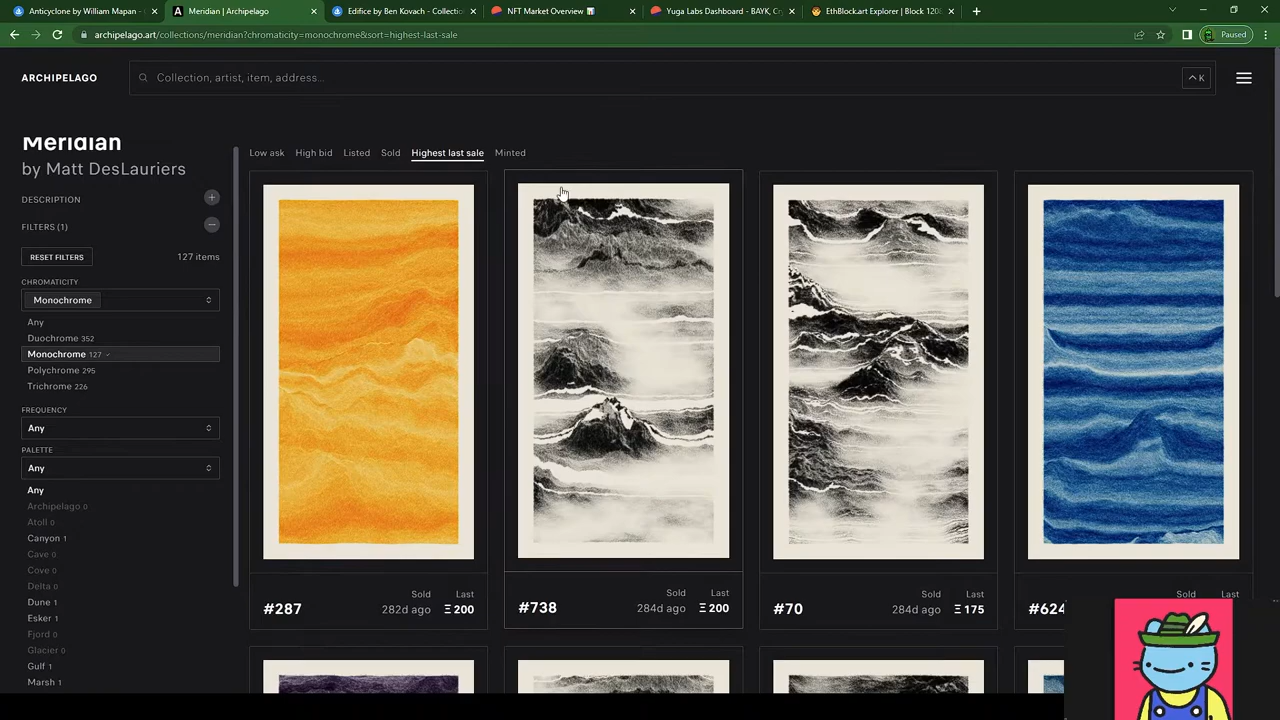 Anticyclone by William Mapan -
Meridian | Archipelago
Edifice by Ben Kovach - Collection
NFT Market Overview
Yuga Labs Dashboard - BAYK, Cr
EthBlock.art Explorer | Block 120
archipelago.art/collections/meridian?chromaticity=monochrome&sort=highest-last-sale
Paused
ARCHIPELAGO
Collection, artist, item, address...
^ K
Meridian
by Matt DesLauriers
DESCRIPTION
FILTERS (1)
RESET FILTERS
127 items
CHROMATICITY
Monochrome
Any
Duochrome 352
Monochrome 127
Polychrome 295
Trichrome 226
FREQUENCY
Any
PALETTE
Any
Any
Archipelago 0
Atoll 0
Canyon 1
Cave 0
Cove 0
Delta 0
Dune 1
Esker 1
Fjord 0
Glacier 0
Gulf 1
Marsh 1
Low ask
High bid
Listed
Sold
Highest last sale
Minted
#287
Sold
282d ago
Last
Ξ 200
#738
Sold
284d ago
Last
Ξ 200
#70
Sold
284d ago
Last
Ξ 175
#624
Sold
Last